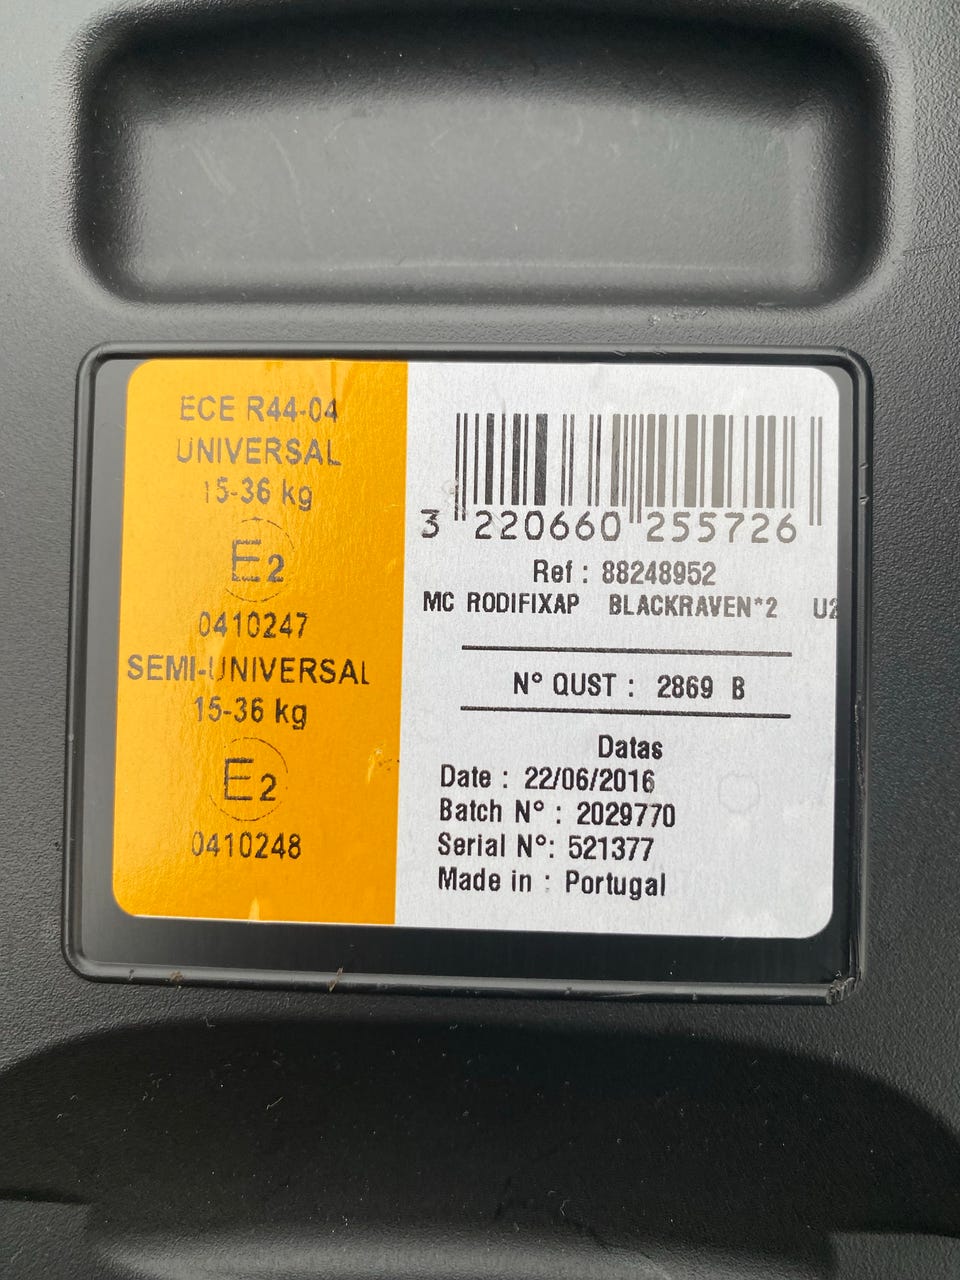 ECE R44-04
UNIVERSAL
15-36 kg
E2
0410247
SEMI-UNIVERSAL
15-36 kg
E2
0410248
3 220660 255726
Ref : 88248952
MC RODIFIXAP BLACKRAVEN*2 U2
N° QUST : 2869 B
Datas
Date : 22/06/2016
Batch N° : 2029770
Serial N°: 521377
Made in : Portugal